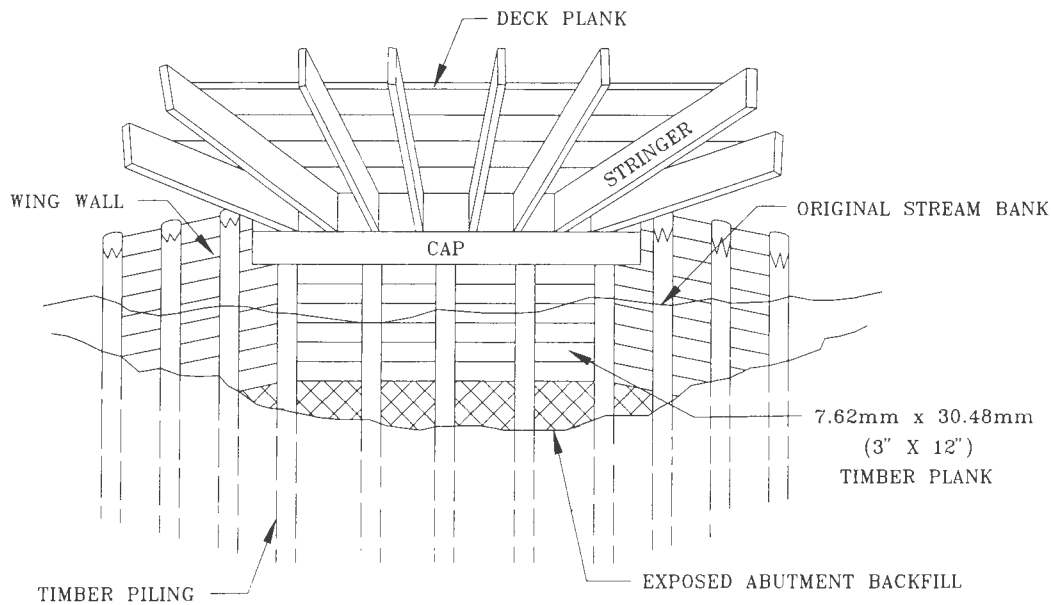 DECK PLANK
STRINGER
WING WALL
ORIGINAL STREAM BANK
CAP
7.62mm x 30.48mm
(3" X 12")
TIMBER PLANK
EXPOSED ABUTMENT BACKFILL
TIMBER PILING